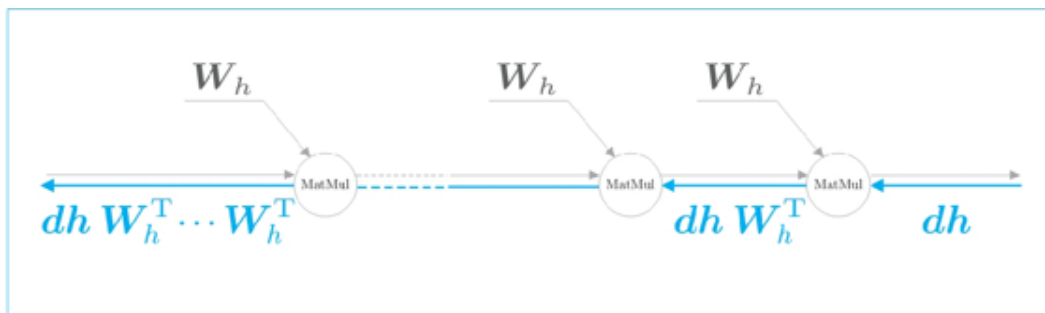 W_h W_h W_h
MatMul MatMul MatMul
dh W_h^T ⋯ W_h^T dh W_h^T dh